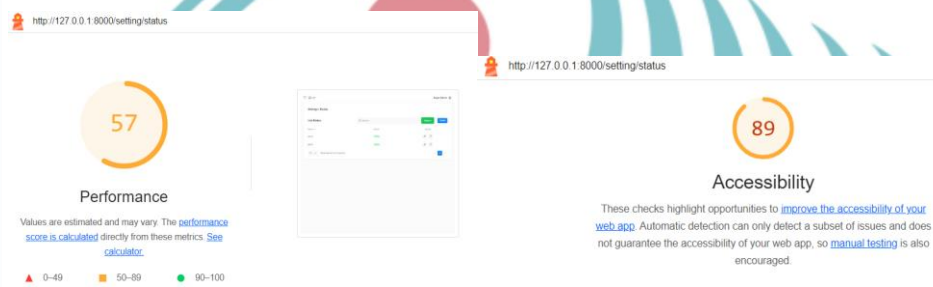 http://127.0.0.1:8000/setting/status
57
Performance
Values are estimated and may vary. The performance
score is calculated directly from these metrics. See
calculator.
0–49
50–89
90–100
http://127.0.0.1:8000/setting/status
89
Accessibility
These checks highlight opportunities to improve the accessibility of your
web app. Automatic detection can only detect a subset of issues and does
not guarantee the accessibility of your web app, so manual testing is also
encouraged.